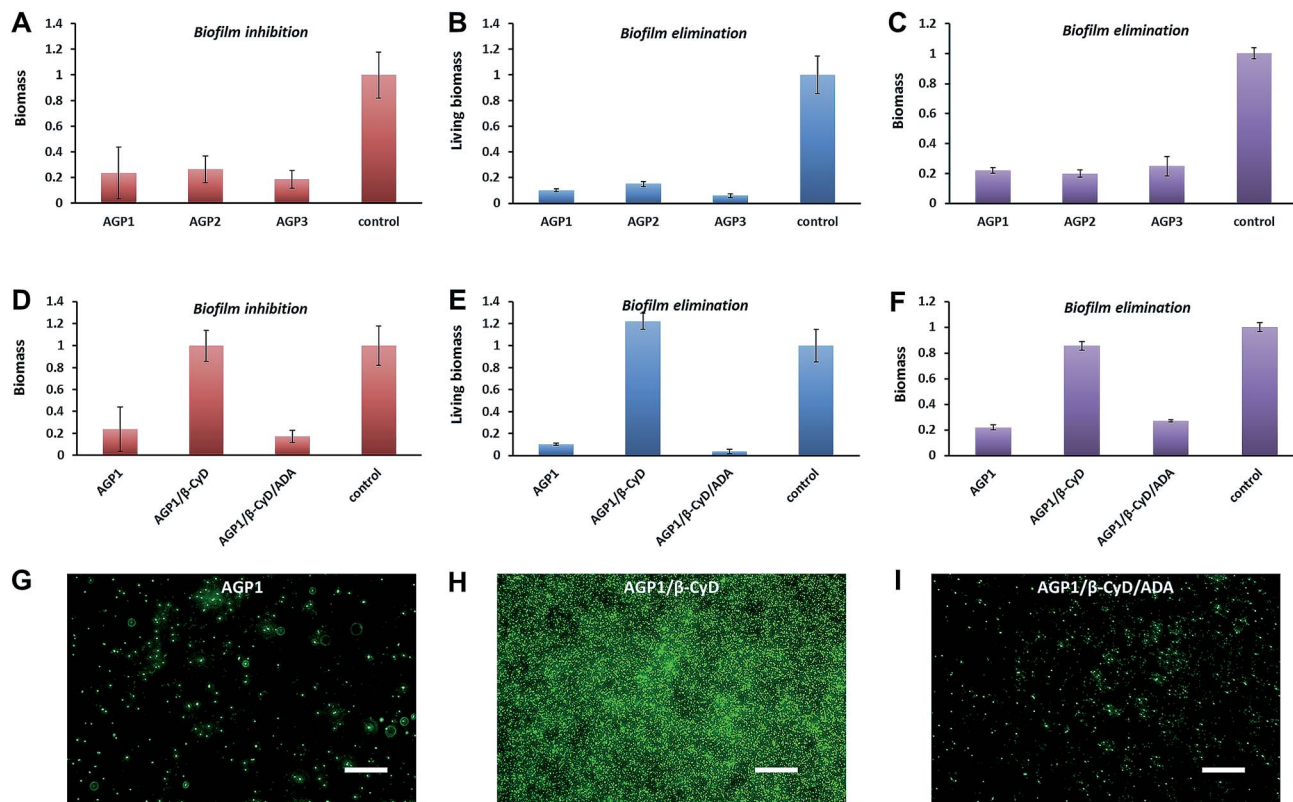 A
Biofilm inhibition
Biomass
1.4
1.2
1
0.8
0.6
0.4
0.2
0
AGP1 AGP2 AGP3 control
B
Biofilm elimination
Living biomass
1.4
1.2
1
0.8
0.6
0.4
0.2
0
AGP1 AGP2 AGP3 control
C
Biofilm elimination
Biomass
1.2
1
0.8
0.6
0.4
0.2
0
AGP1 AGP2 AGP3 control
D
Biofilm inhibition
Biomass
1.4
1.2
1
0.8
0.6
0.4
0.2
0
AGP1 AGP1/β-CyD AGP1/β-CyD/ADA control
E
Biofilm elimination
Living biomass
1.4
1.2
1
0.8
0.6
0.4
0.2
0
AGP1 AGP1/β-CyD AGP1/β-CyD/ADA control
F
Biofilm elimination
Biomass
1.2
1
0.8
0.6
0.4
0.2
0
AGP1 AGP1/β-CyD AGP1/β-CyD/ADA control
G
AGP1
H
AGP1/β-CyD
I
AGP1/β-CyD/ADA